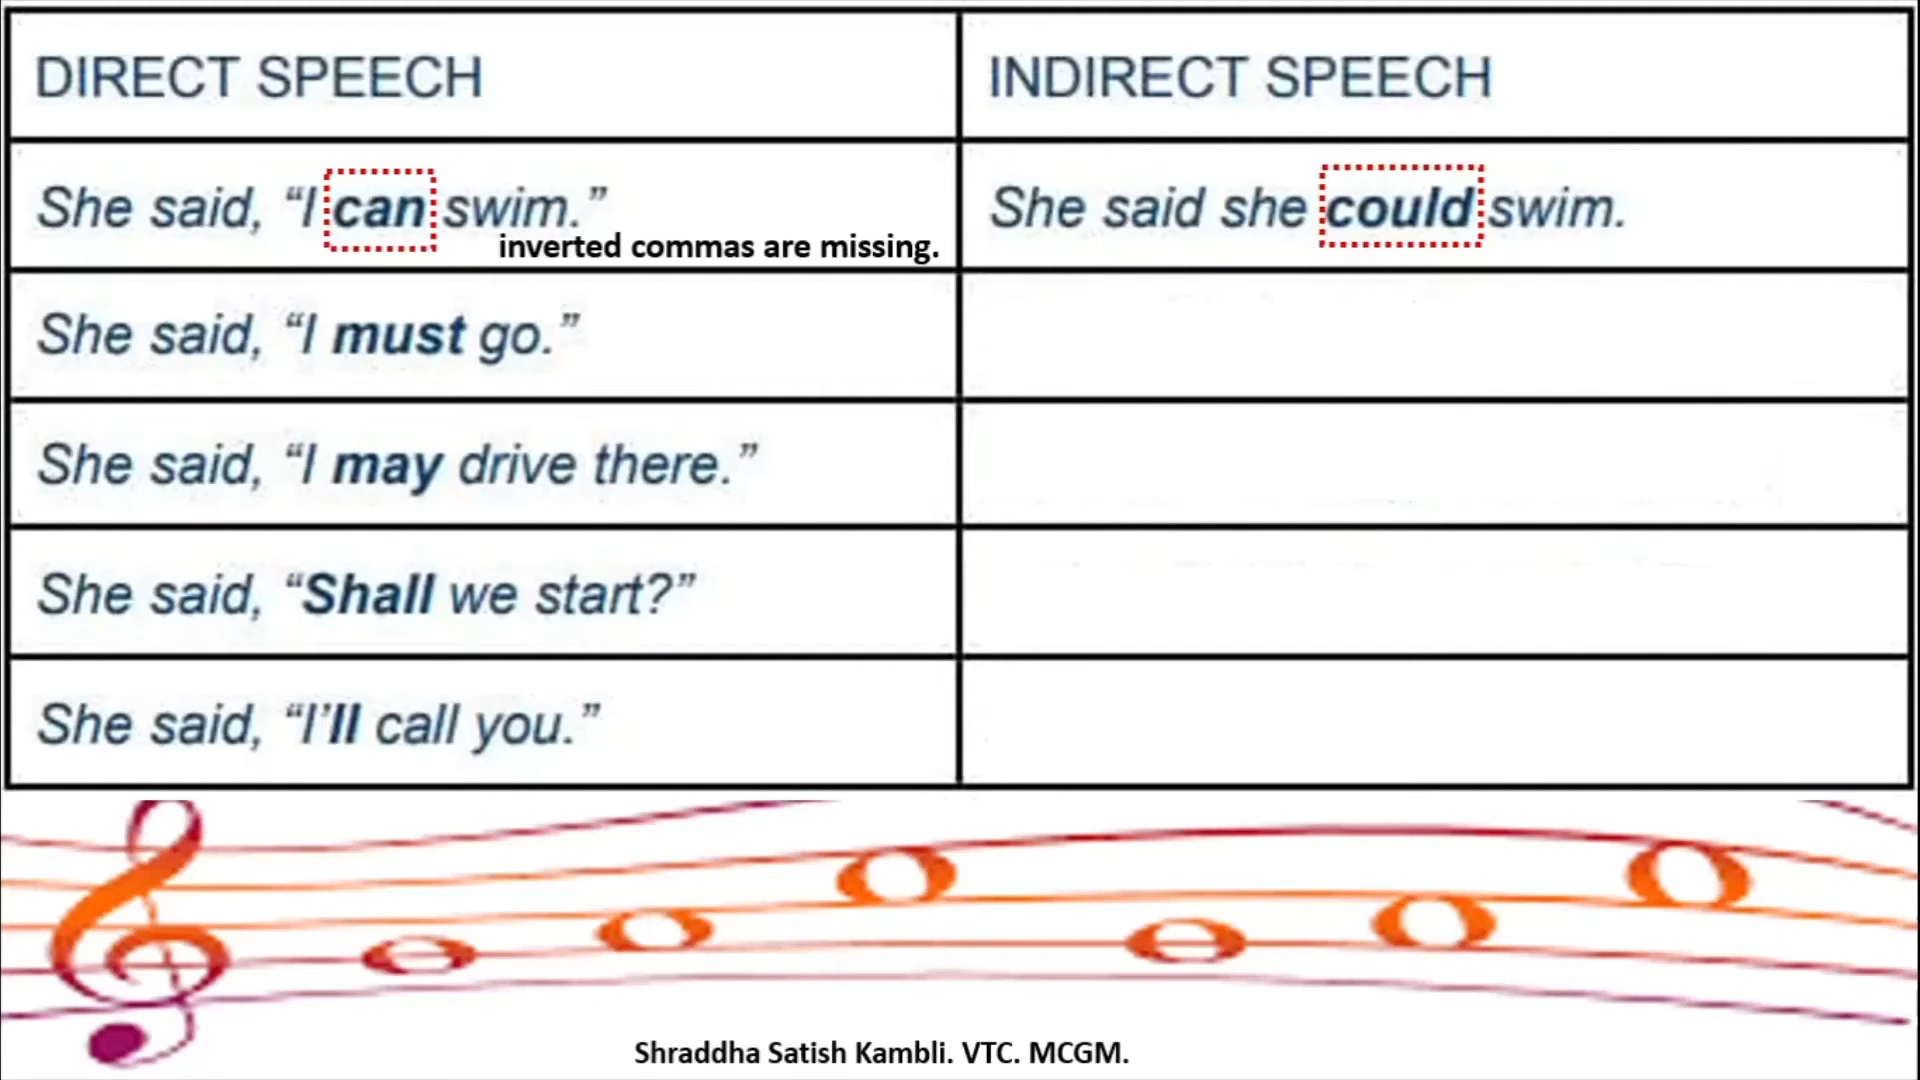 DIRECT SPEECH
INDIRECT SPEECH
She said, “I can swim.”
inverted commas are missing.
She said she could swim.
She said, “I must go.”
She said, “I may drive there.”
She said, “Shall we start?”
She said, “I’ll call you.”
Shraddha Satish Kambli. VTC. MCGM.